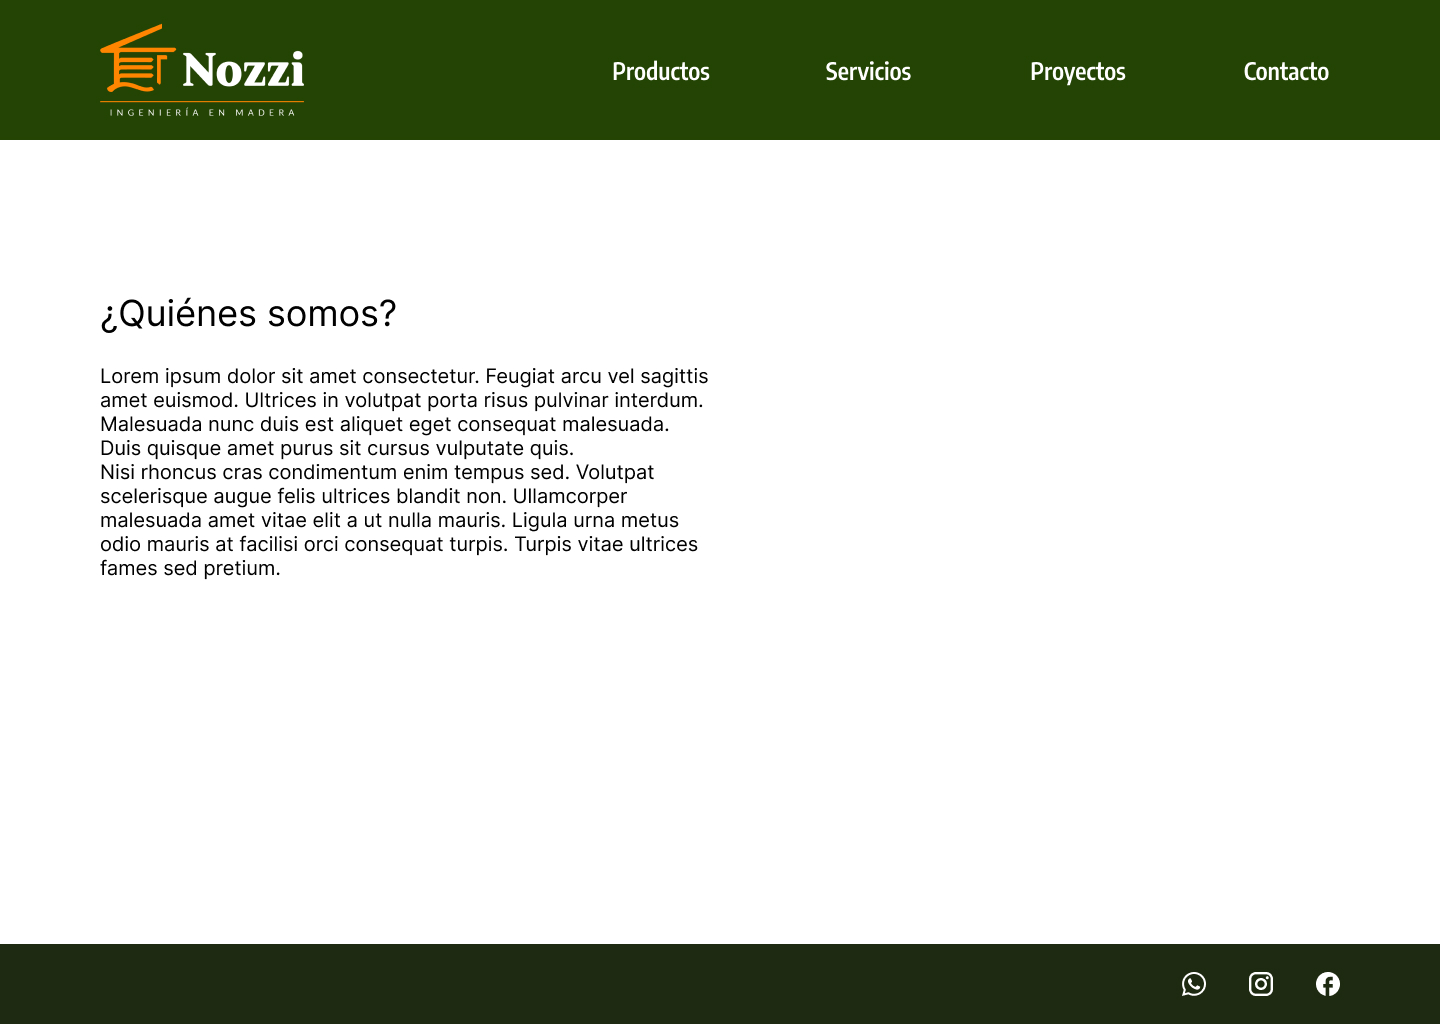 Nozzi
INGENIERÍA EN MADERA
Productos
Servicios
Proyectos
Contacto
¿Quiénes somos?
Lorem ipsum dolor sit amet consectetur. Feugiat arcu vel sagittis
amet euismod. Ultrices in volutpat porta risus pulvinar interdum.
Malesuada nunc duis est aliquet eget consequat malesuada.
Duis quisque amet purus sit cursus vulputate quis.
Nisi rhoncus cras condimentum enim tempus sed. Volutpat
scelerisque augue felis ultrices blandit non. Ullamcorper
malesuada amet vitae elit a ut nulla mauris. Ligula urna metus
odio mauris at facilisi orci consequat turpis. Turpis vitae ultrices
fames sed pretium.